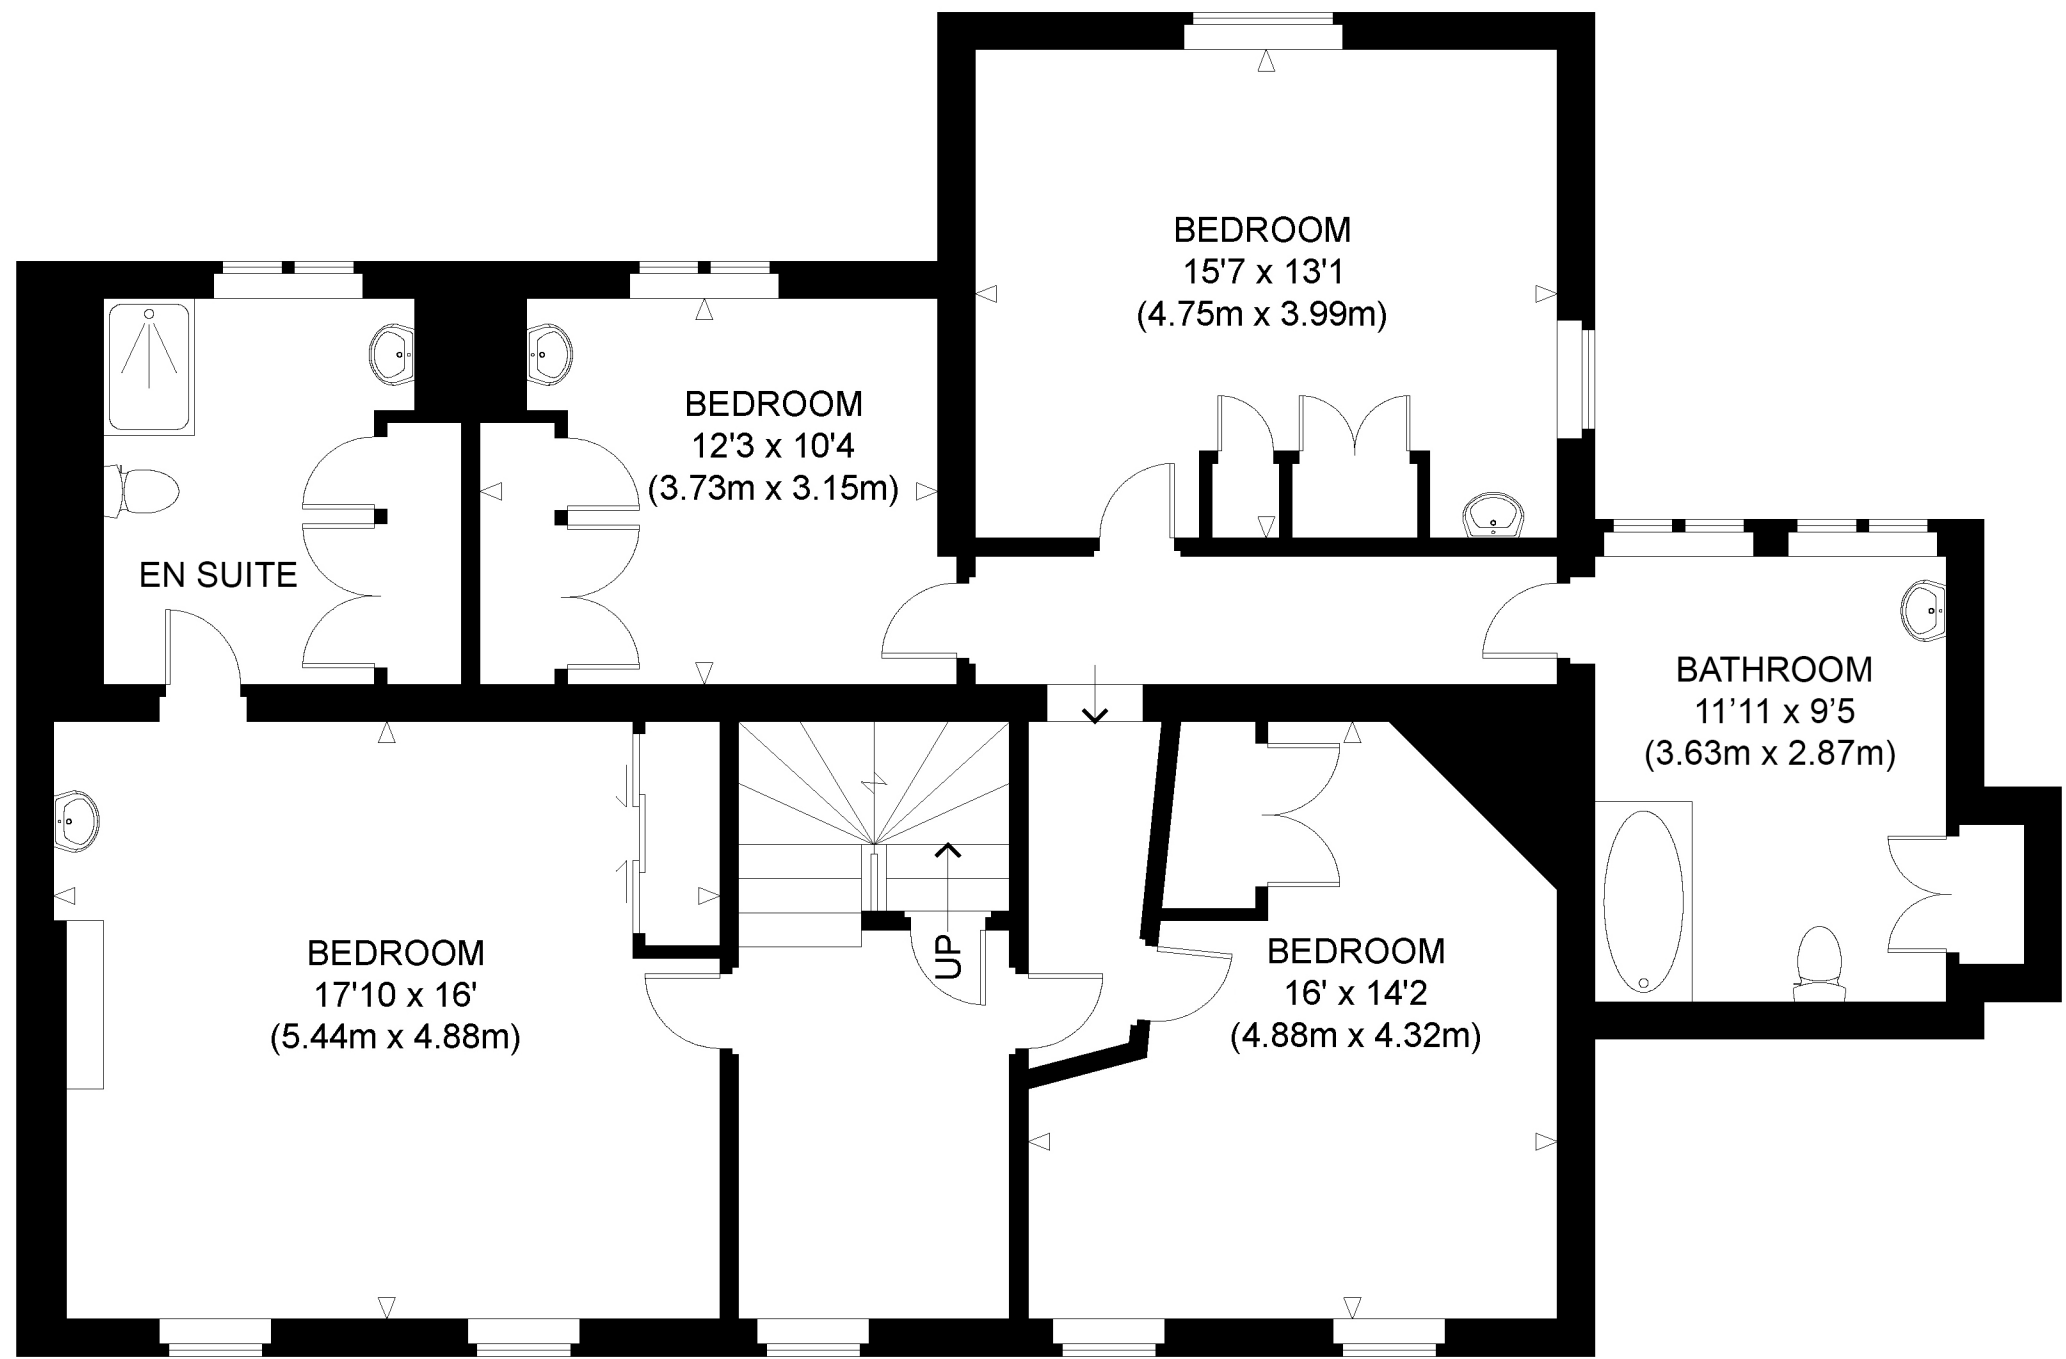 BEDROOM
15'7 x 13'1
(4.75m x 3.99m)
BEDROOM
12'3 x 10'4
(3.73m x 3.15m)
EN SUITE
BATHROOM
11’11 x 9’5
(3.63m x 2.87m)
BEDROOM
17'10 x 16'
(5.44m x 4.88m)
UP
BEDROOM
16' x 14'2
(4.88m x 4.32m)